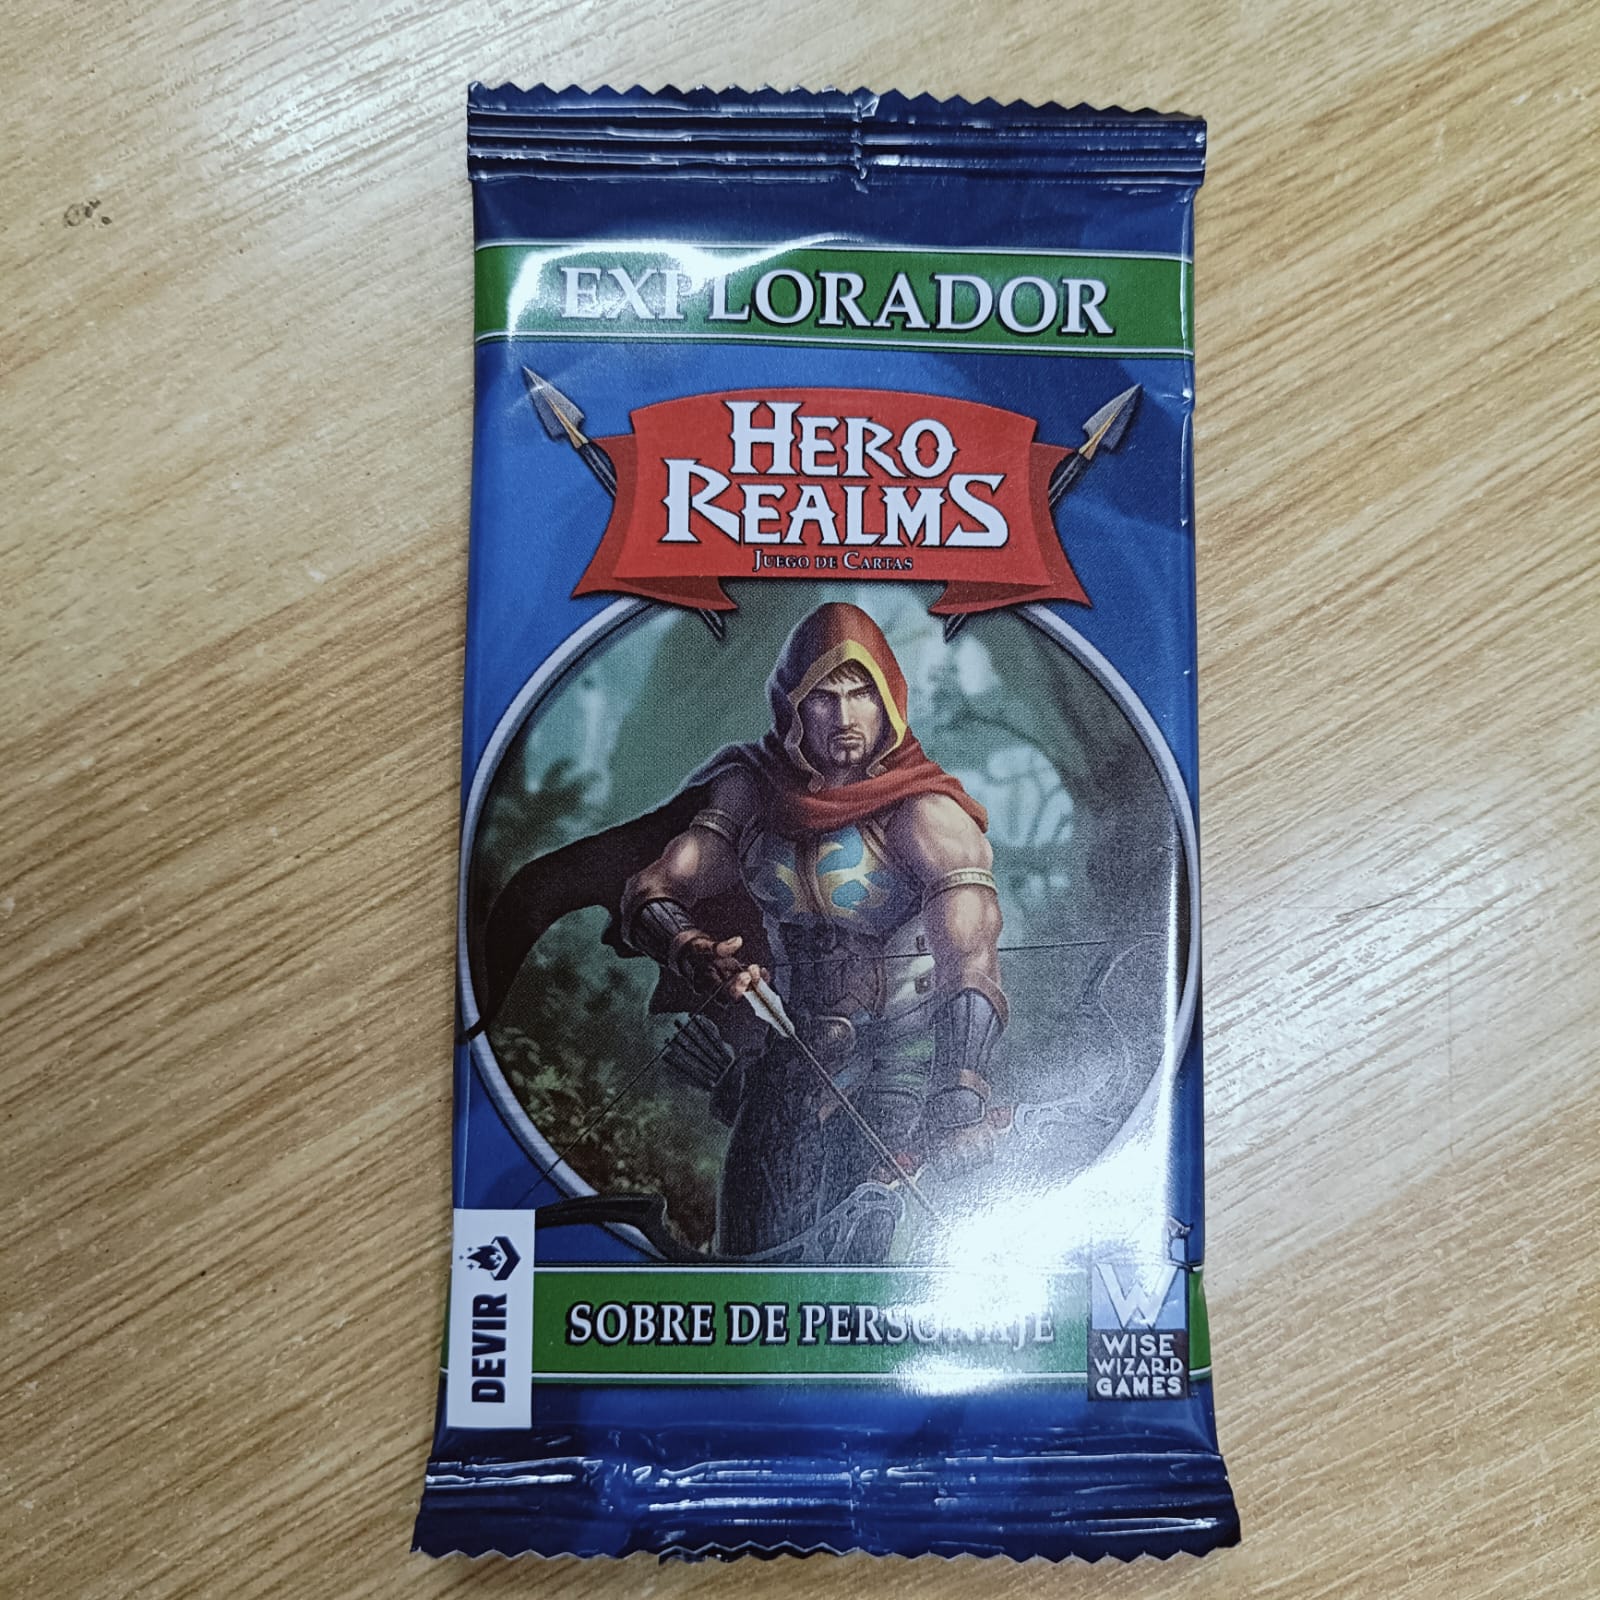 EXPLORADOR
HERO
REALMS
JUEGO DE CARTAS
DEVIR
SOBRE DE PERSONAJE
W
WISE
WIZARD
GAMES